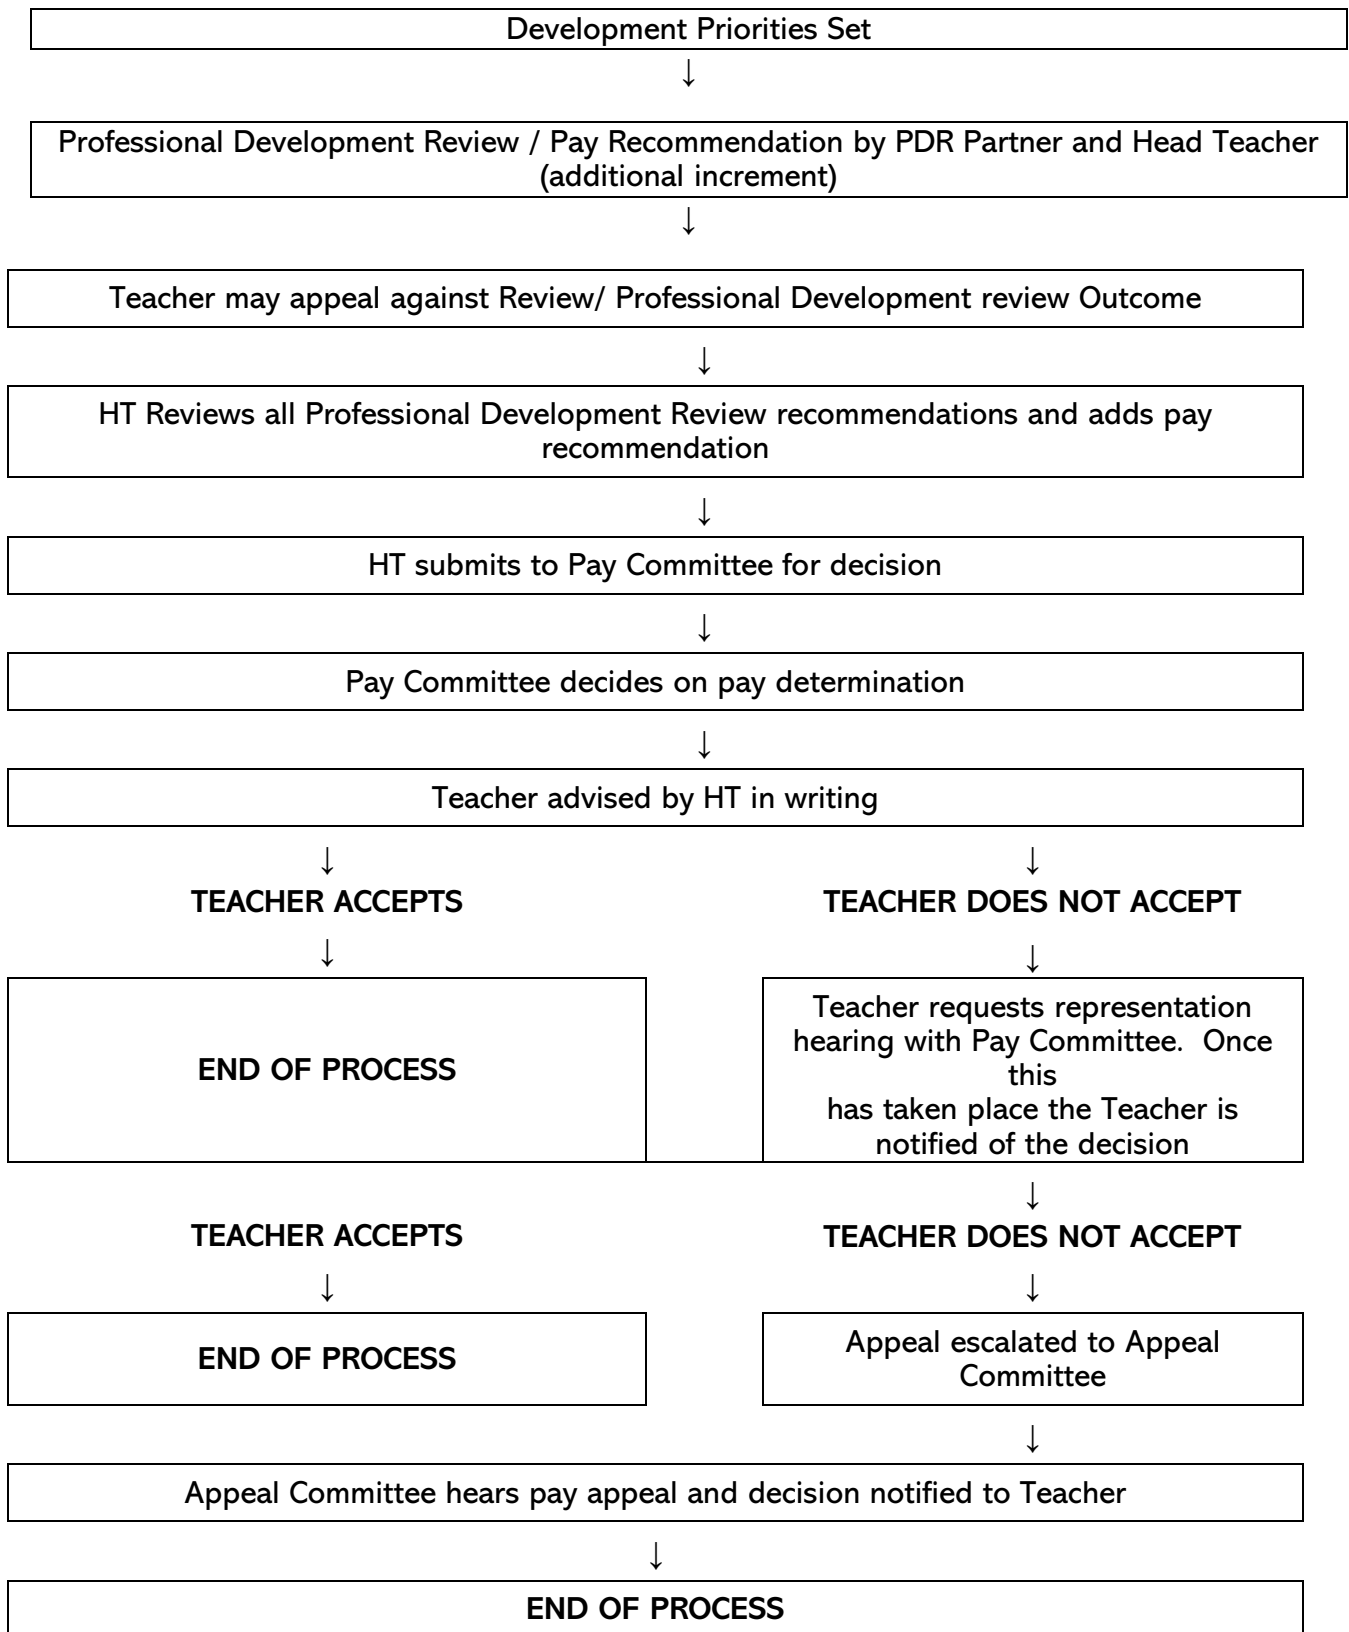 Development Priorities Set
↓
Professional Development Review / Pay Recommendation by PDR Partner and Head Teacher
(additional increment)
↓
Teacher may appeal against Review/ Professional Development review Outcome
↓
HT Reviews all Professional Development Review recommendations and adds pay
recommendation
↓
HT submits to Pay Committee for decision
↓
Pay Committee decides on pay determination
↓
Teacher advised by HT in writing
↓ ↓
TEACHER ACCEPTS TEACHER DOES NOT ACCEPT
↓ ↓
END OF PROCESS
Teacher requests representation
hearing with Pay Committee.  Once
this
has taken place the Teacher is
notified of the decision
↓
TEACHER ACCEPTS TEACHER DOES NOT ACCEPT
↓ ↓
END OF PROCESS
Appeal escalated to Appeal
Committee
↓
Appeal Committee hears pay appeal and decision notified to Teacher
↓
END OF PROCESS